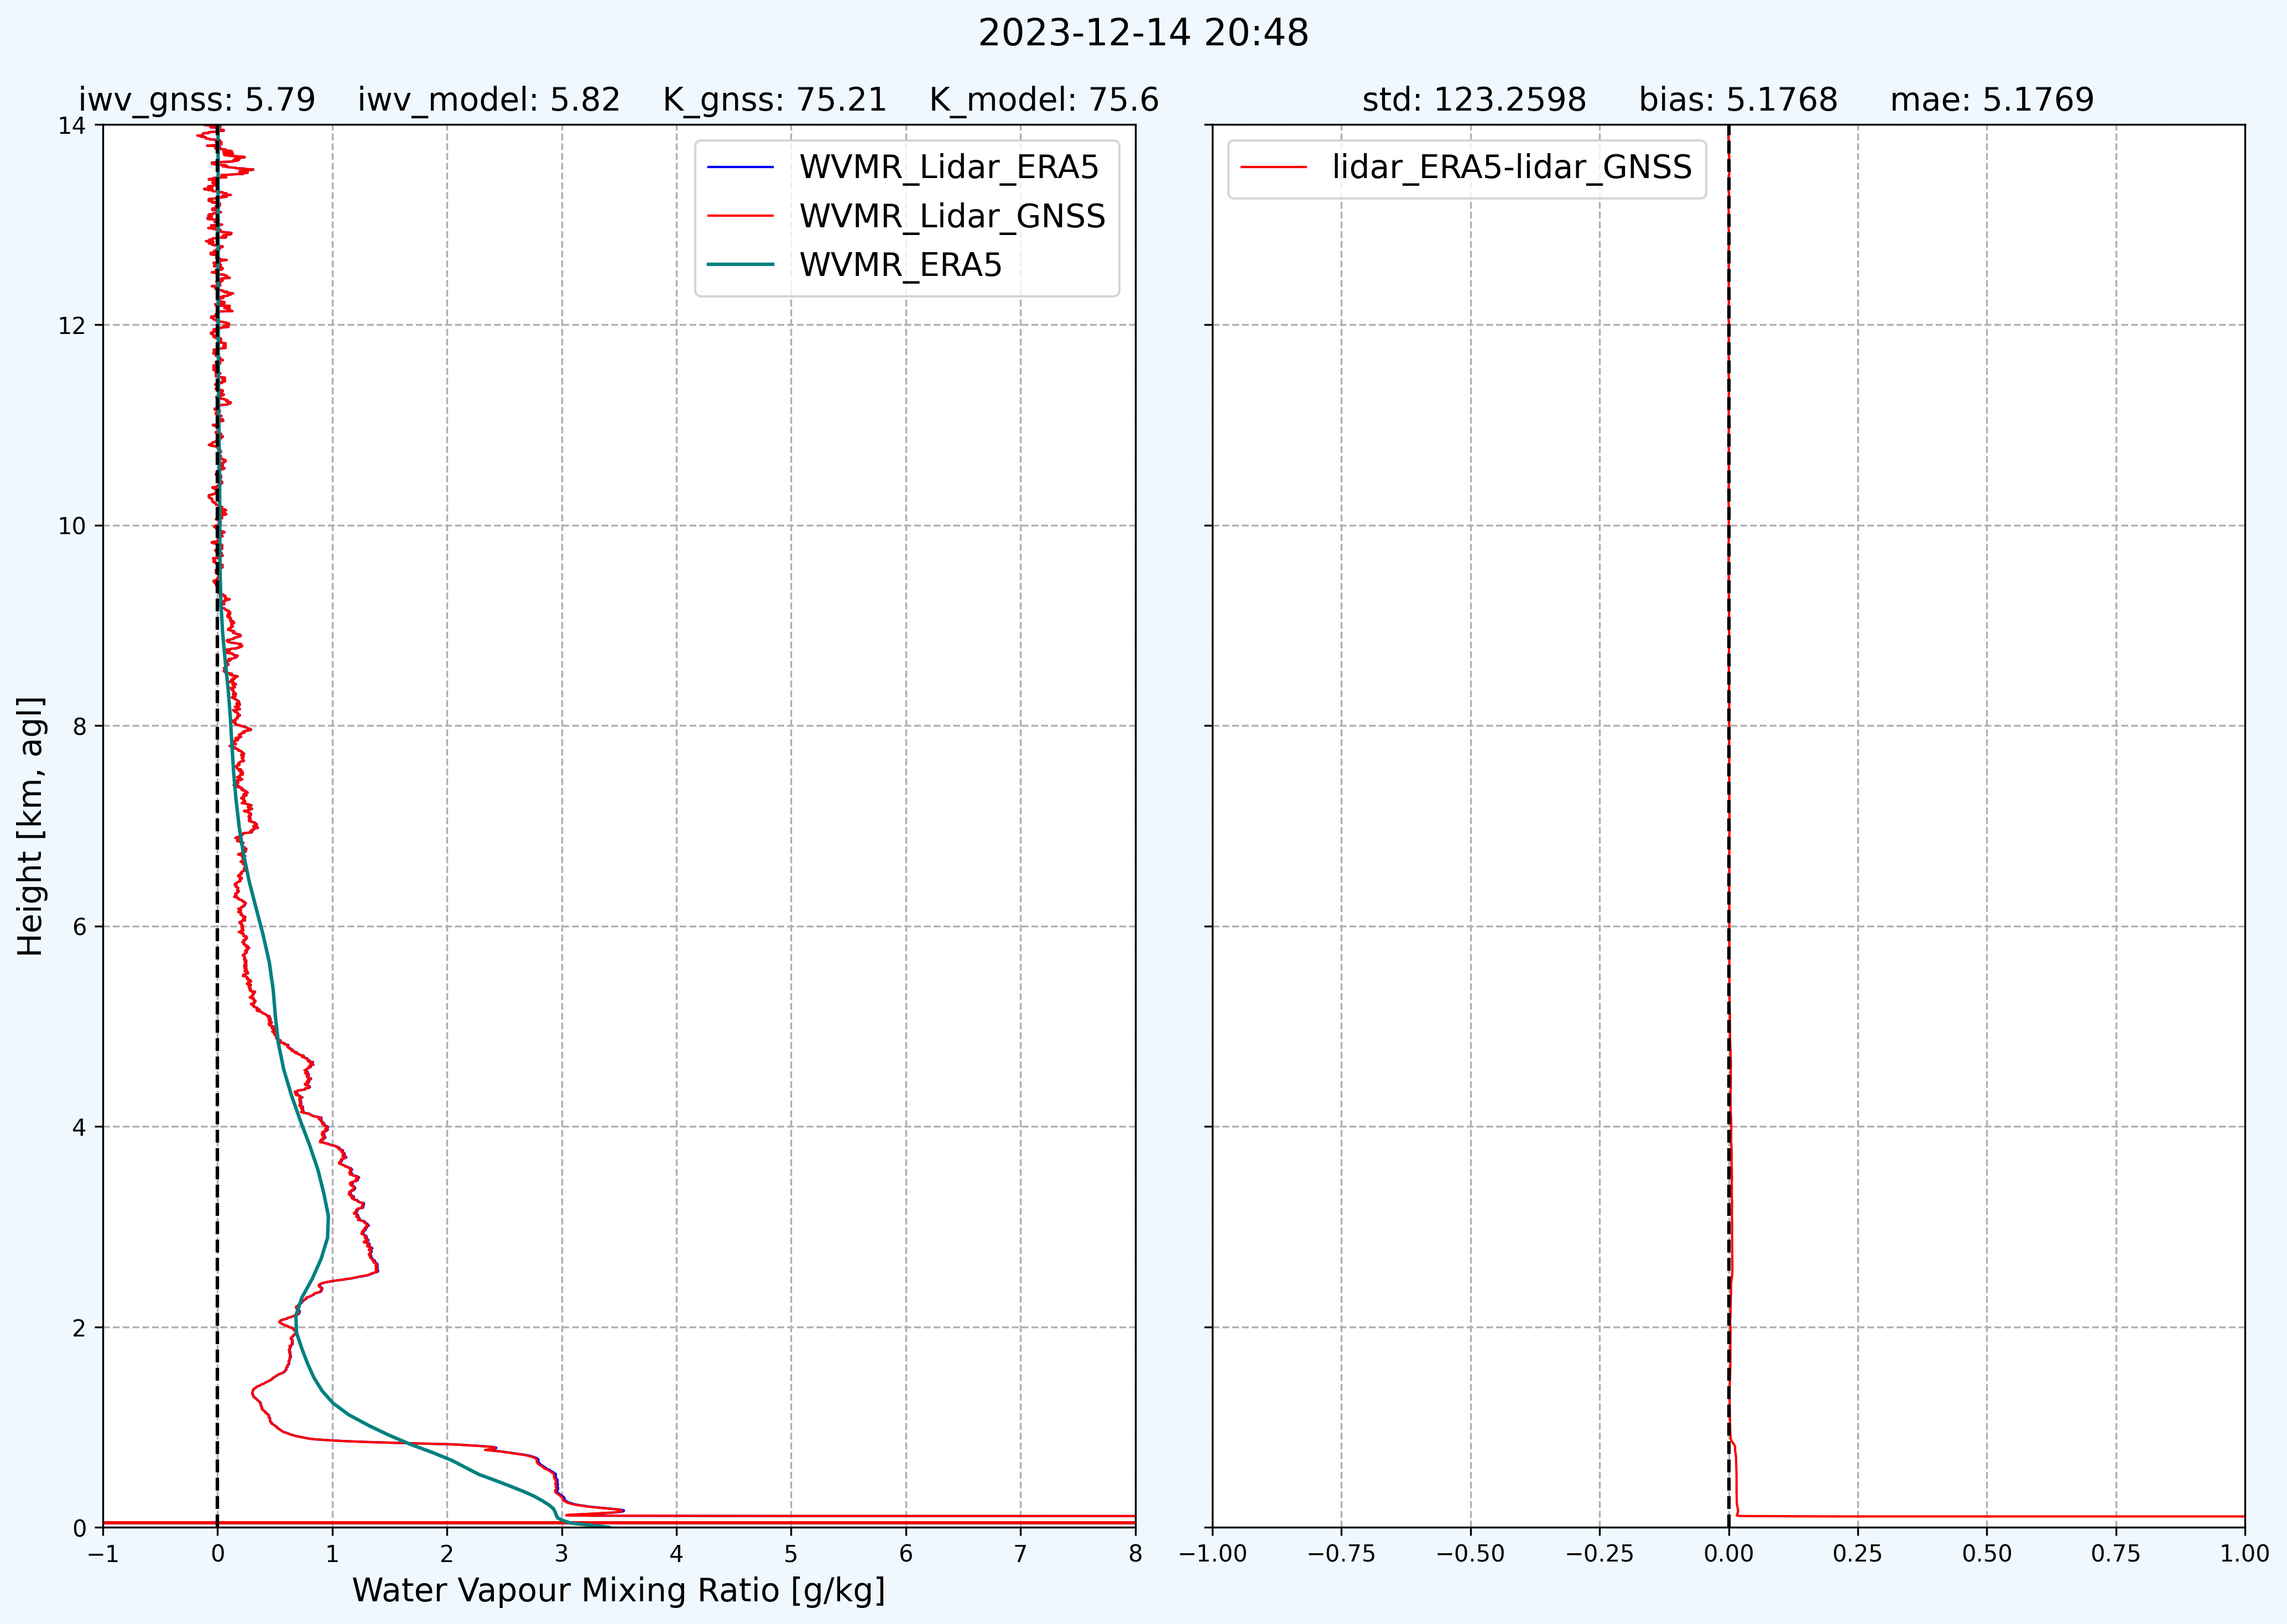 2023-12-14 20:48
iwv_gnss: 5.79 iwv_model: 5.82 K_gnss: 75.21 K_model: 75.6
std: 123.2598 bias: 5.1768 mae: 5.1769
WVMR_Lidar_ERA5
WVMR_Lidar_GNSS
WVMR_ERA5
lidar_ERA5-lidar_GNSS
Height [km, agl]
14
12
10
8
6
4
2
0
−1 0 1 2 3 4 5 6 7 8
Water Vapour Mixing Ratio [g/kg]
−1.00 −0.75 −0.50 −0.25 0.00 0.25 0.50 0.75 1.00